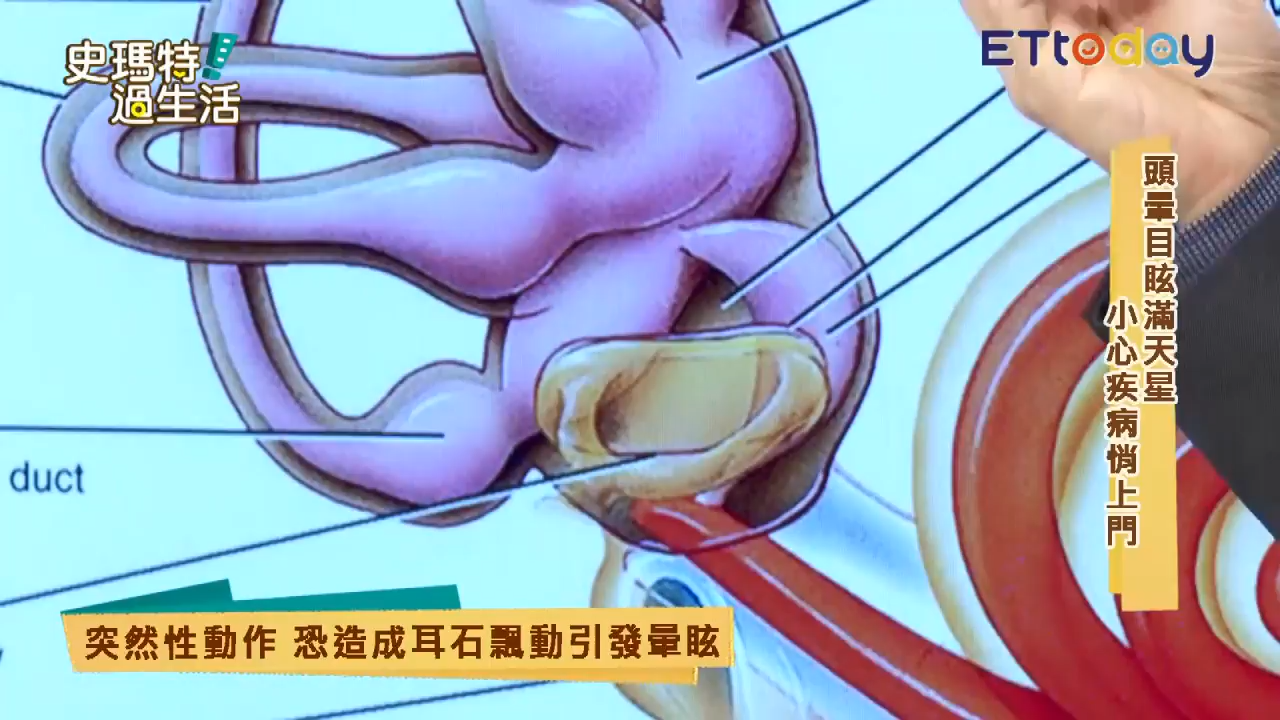 史瑪特
過生活
ETtoday
頭暈目眩滿天星
小心疾病悄上門
duct
突然性動作 恐造成耳石飄動引發暈眩